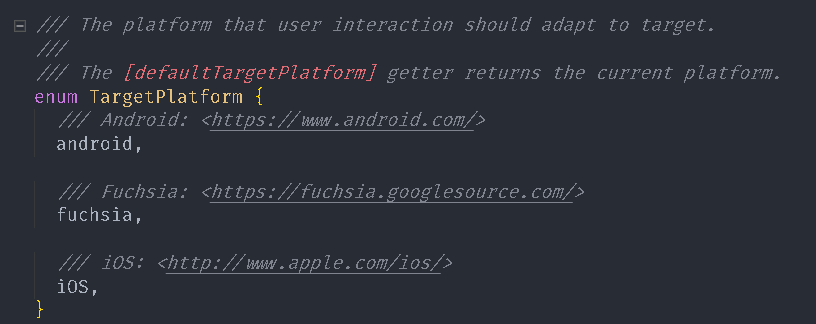 /// The platform that user interaction should adapt to target.
///
/// The [defaultTargetPlatform] getter returns the current platform.
enum TargetPlatform {
/// Android: <https://www.android.com/>
android,
/// Fuchsia: <https://fuchsia.googlesource.com/>
fuchsia,
/// iOS: <http://www.apple.com/ios/>
iOS,
}